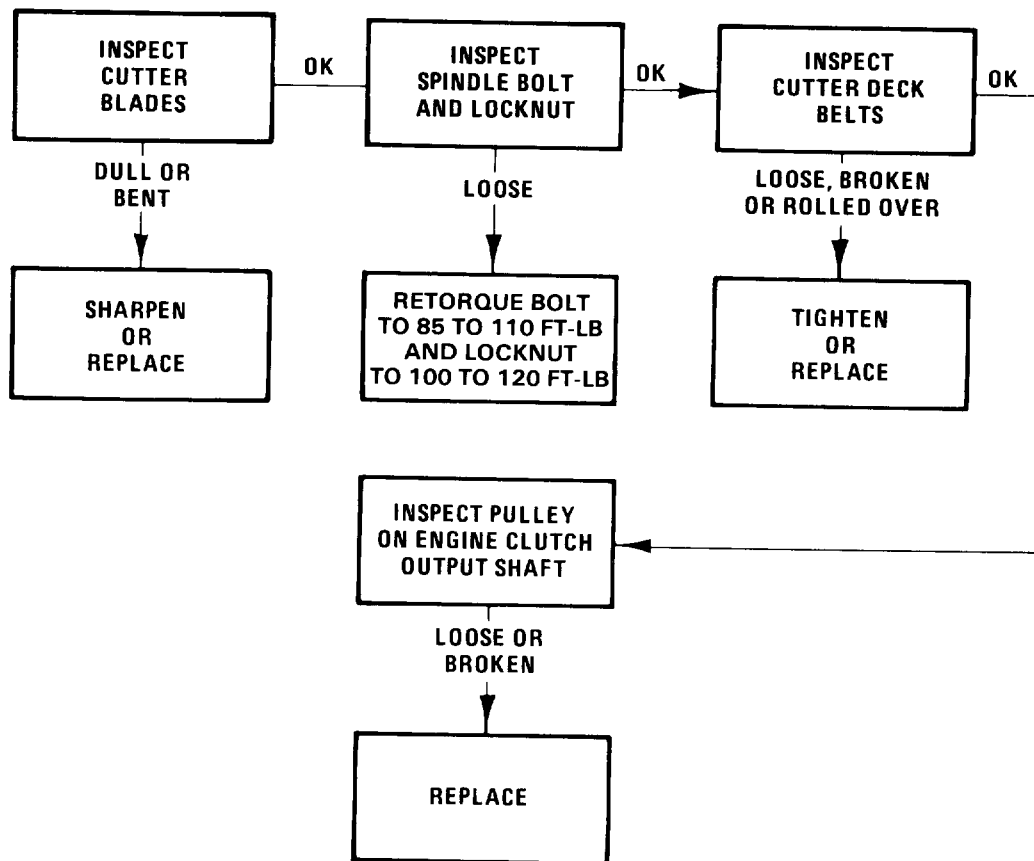 INSPECT
CUTTER
BLADES
OK
INSPECT
SPINDLE BOLT
AND LOCKNUT
OK
INSPECT
CUTTER DECK
BELTS
OK
DULL OR
BENT
LOOSE
LOOSE, BROKEN
OR ROLLED OVER
SHARPEN
OR
REPLACE
RETORQUE BOLT
TO 85 TO 110 FT-LB
AND LOCKNUT
TO 100 TO 120 FT-LB
TIGHTEN
OR
REPLACE
INSPECT PULLEY
ON ENGINE CLUTCH
OUTPUT SHAFT
LOOSE OR
BROKEN
REPLACE